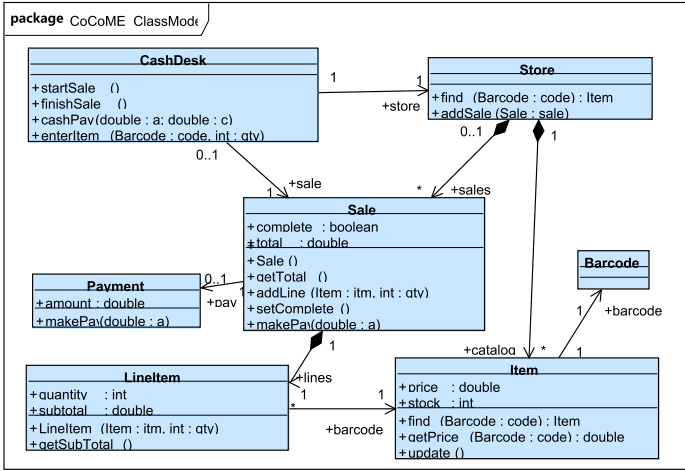 package CoCoME ClassMode
CashDesk
+startSale ()
+finishSale ()
+cashPay(double : a; double : c)
+enterItem (Barcode : code, int : qty)
1
1
+store
Store
+find (Barcode : code) : Item
+addSale (Sale : sale)
0..1
+sale
1
0..1
*
+sales
1
Sale
+complete : boolean
+total : double
+Sale ()
+getTotal ()
+addLine (Item : itm, int : qty)
+setComplete ()
+makePay(double : a)
Barcode
0..1
1
+pay
Payment
+amount : double
+makePay(double : a)
1
+barcode
1
+catalog
*
1
+lines
1
LineItem
+quantity : int
+subtotal : double
+LineItem (Item : itm, int : qty)
+getSubTotal ()
*
1
+barcode
Item
+price : double
+stock : int
+find (Barcode : code) : Item
+getPrice (Barcode : code) : double
+update ()